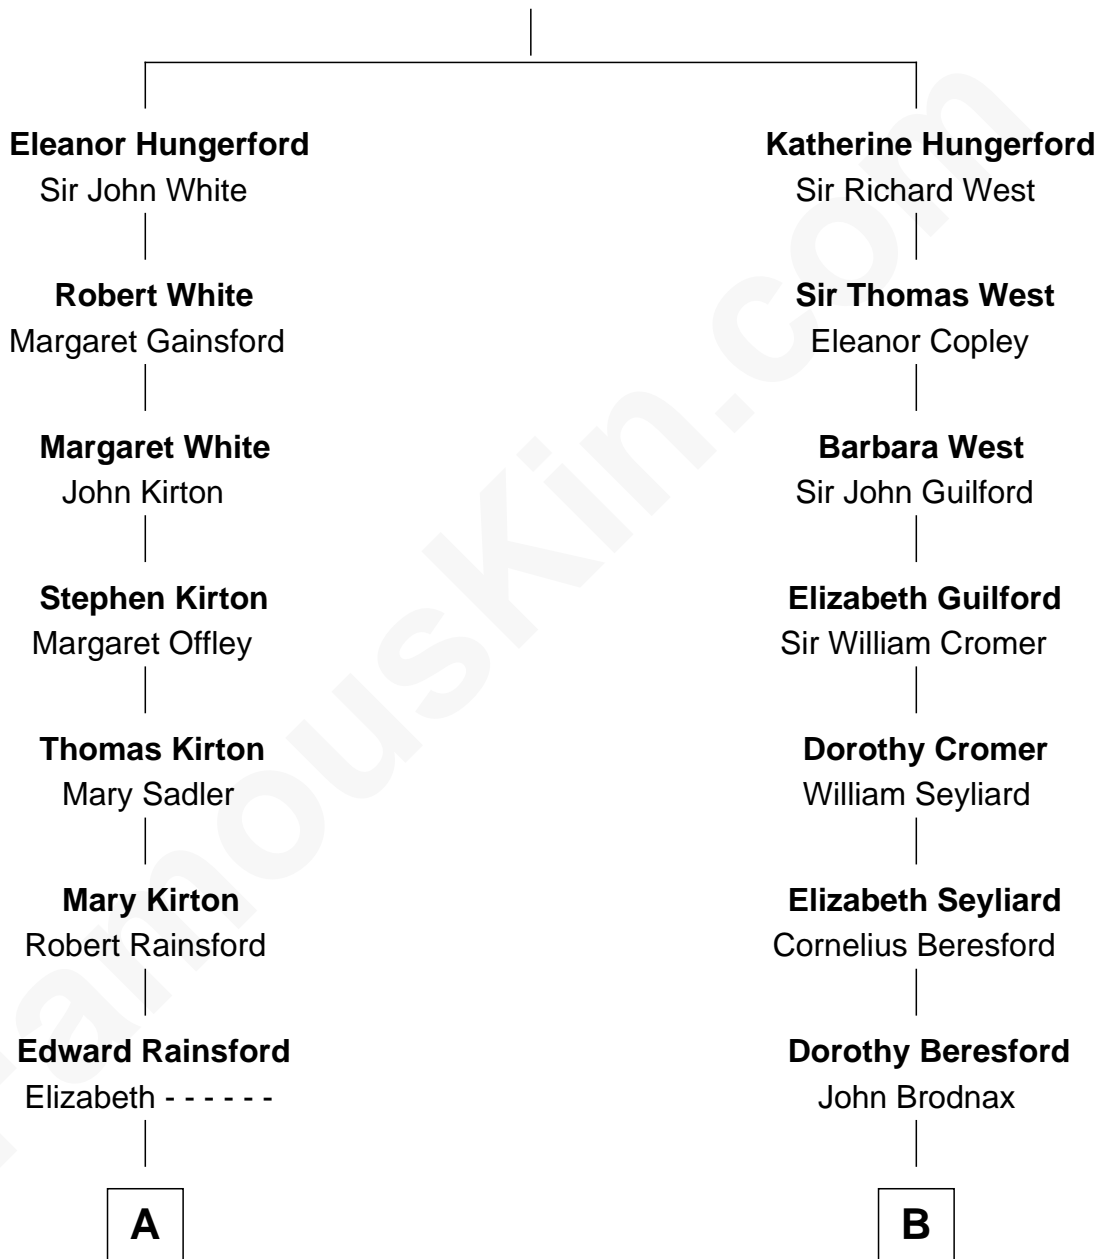 Eleanor Hungerford
Sir John White
Robert White
Margaret Gainsford
Margaret White
John Kirton
Stephen Kirton
Margaret Offley
Thomas Kirton
Mary Sadler
Mary Kirton
Robert Rainsford
Edward Rainsford
Elizabeth - - - - - -
A
Katherine Hungerford
Sir Richard West
Sir Thomas West
Eleanor Copley
Barbara West
Sir John Guilford
Elizabeth Guilford
Sir William Cromer
Dorothy Cromer
William Seyliard
Elizabeth Seyliard
Cornelius Beresford
Dorothy Beresford
John Brodnax
B
FamousKin.com